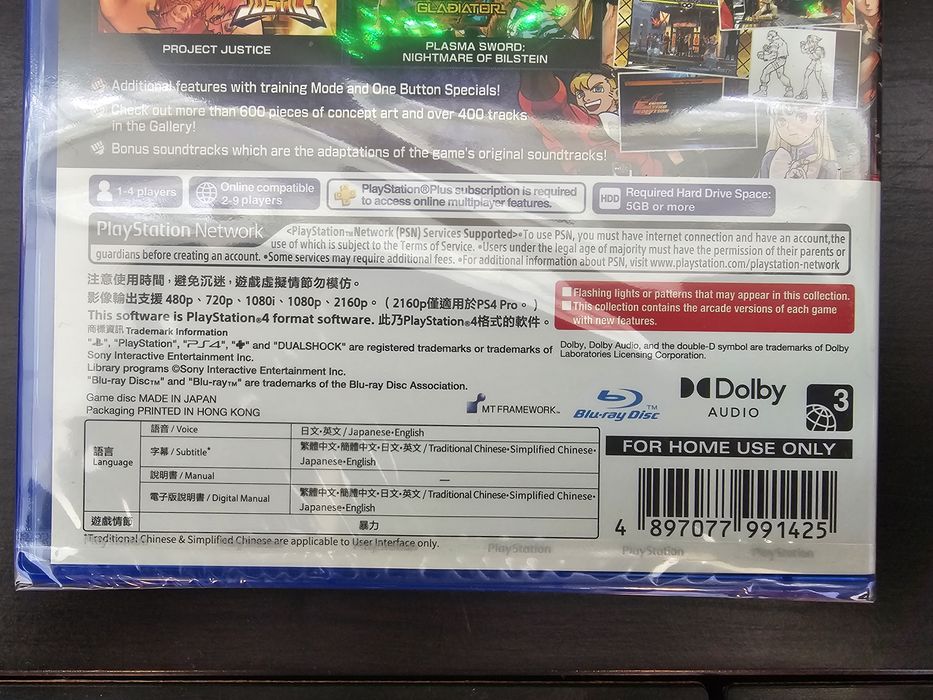 JUSTICE
GLADIATOR
PROJECT JUSTICE
PLASMA SWORD:
NIGHTMARE OF BILSTEIN
Additional features with training Mode and One Button Specials!
Check out more than 600 pieces of concept art and over 400 tracks
in the Gallery!
Bonus soundtracks which are the adaptations of the game's original soundtracks!
1-4 players
Online compatible
2-9 players
PlayStation®Plus subscription is required
to access online multiplayer features.
HDD
Required Hard Drive Space:
5GB or more
PlayStation Network
<PlayStation™Network (PSN) Services Supported>•To use PSN, you must have internet connection and have an account,the
use of which is subject to the Terms of Service. •Users under the legal age of majority must have the permission of their parents or
guardians before creating an account. •Some services may require additional fees. •For additional information about PSN, visit www.playstation.com/playstation-network
注意使用時間，避免沉迷，遊戲虛擬情節勿模仿。
影像輸出支援 480p、720p、1080i、1080p、2160p。（ 2160p僅適用於PS4 Pro。）
This software is PlayStation®4 format software. 此乃PlayStation®4格式的軟件。
Flashing lights or patterns that may appear in this collection.
This collection contains the arcade versions of each game
with new features.
商標資訊 Trademark Information
"", "PlayStation", "PS4", "" and "DUALSHOCK" are registered trademarks or trademarks of
Sony Interactive Entertainment Inc.
Library programs ©Sony Interactive Entertainment Inc.
"Blu-ray Disc™" and "Blu-ray™" are trademarks of the Blu-ray Disc Association.
Dolby, Dolby Audio, and the double-D symbol are trademarks of Dolby
Laboratories Licensing Corporation.
Game disc MADE IN JAPAN
Packaging PRINTED IN HONG KONG
MT FRAMEWORK™
Blu-ray Disc™
Dolby
AUDIO
3
語言
Language
語音 / Voice
日文•英文 / Japanese•English
字幕 / Subtitle*
繁體中文•簡體中文•日文•英文 / Traditional Chinese•Simplified Chinese•
Japanese•English
說明書 / Manual
—
電子版說明書 / Digital Manual
繁體中文•簡體中文•日文•英文 / Traditional Chinese•Simplified Chinese•
Japanese•English
遊戲情節
暴力
*Traditional Chinese & Simplified Chinese are applicable to User Interface only.
FOR HOME USE ONLY
4 897077 991425
PlayStation
PlayStation
PlayStation